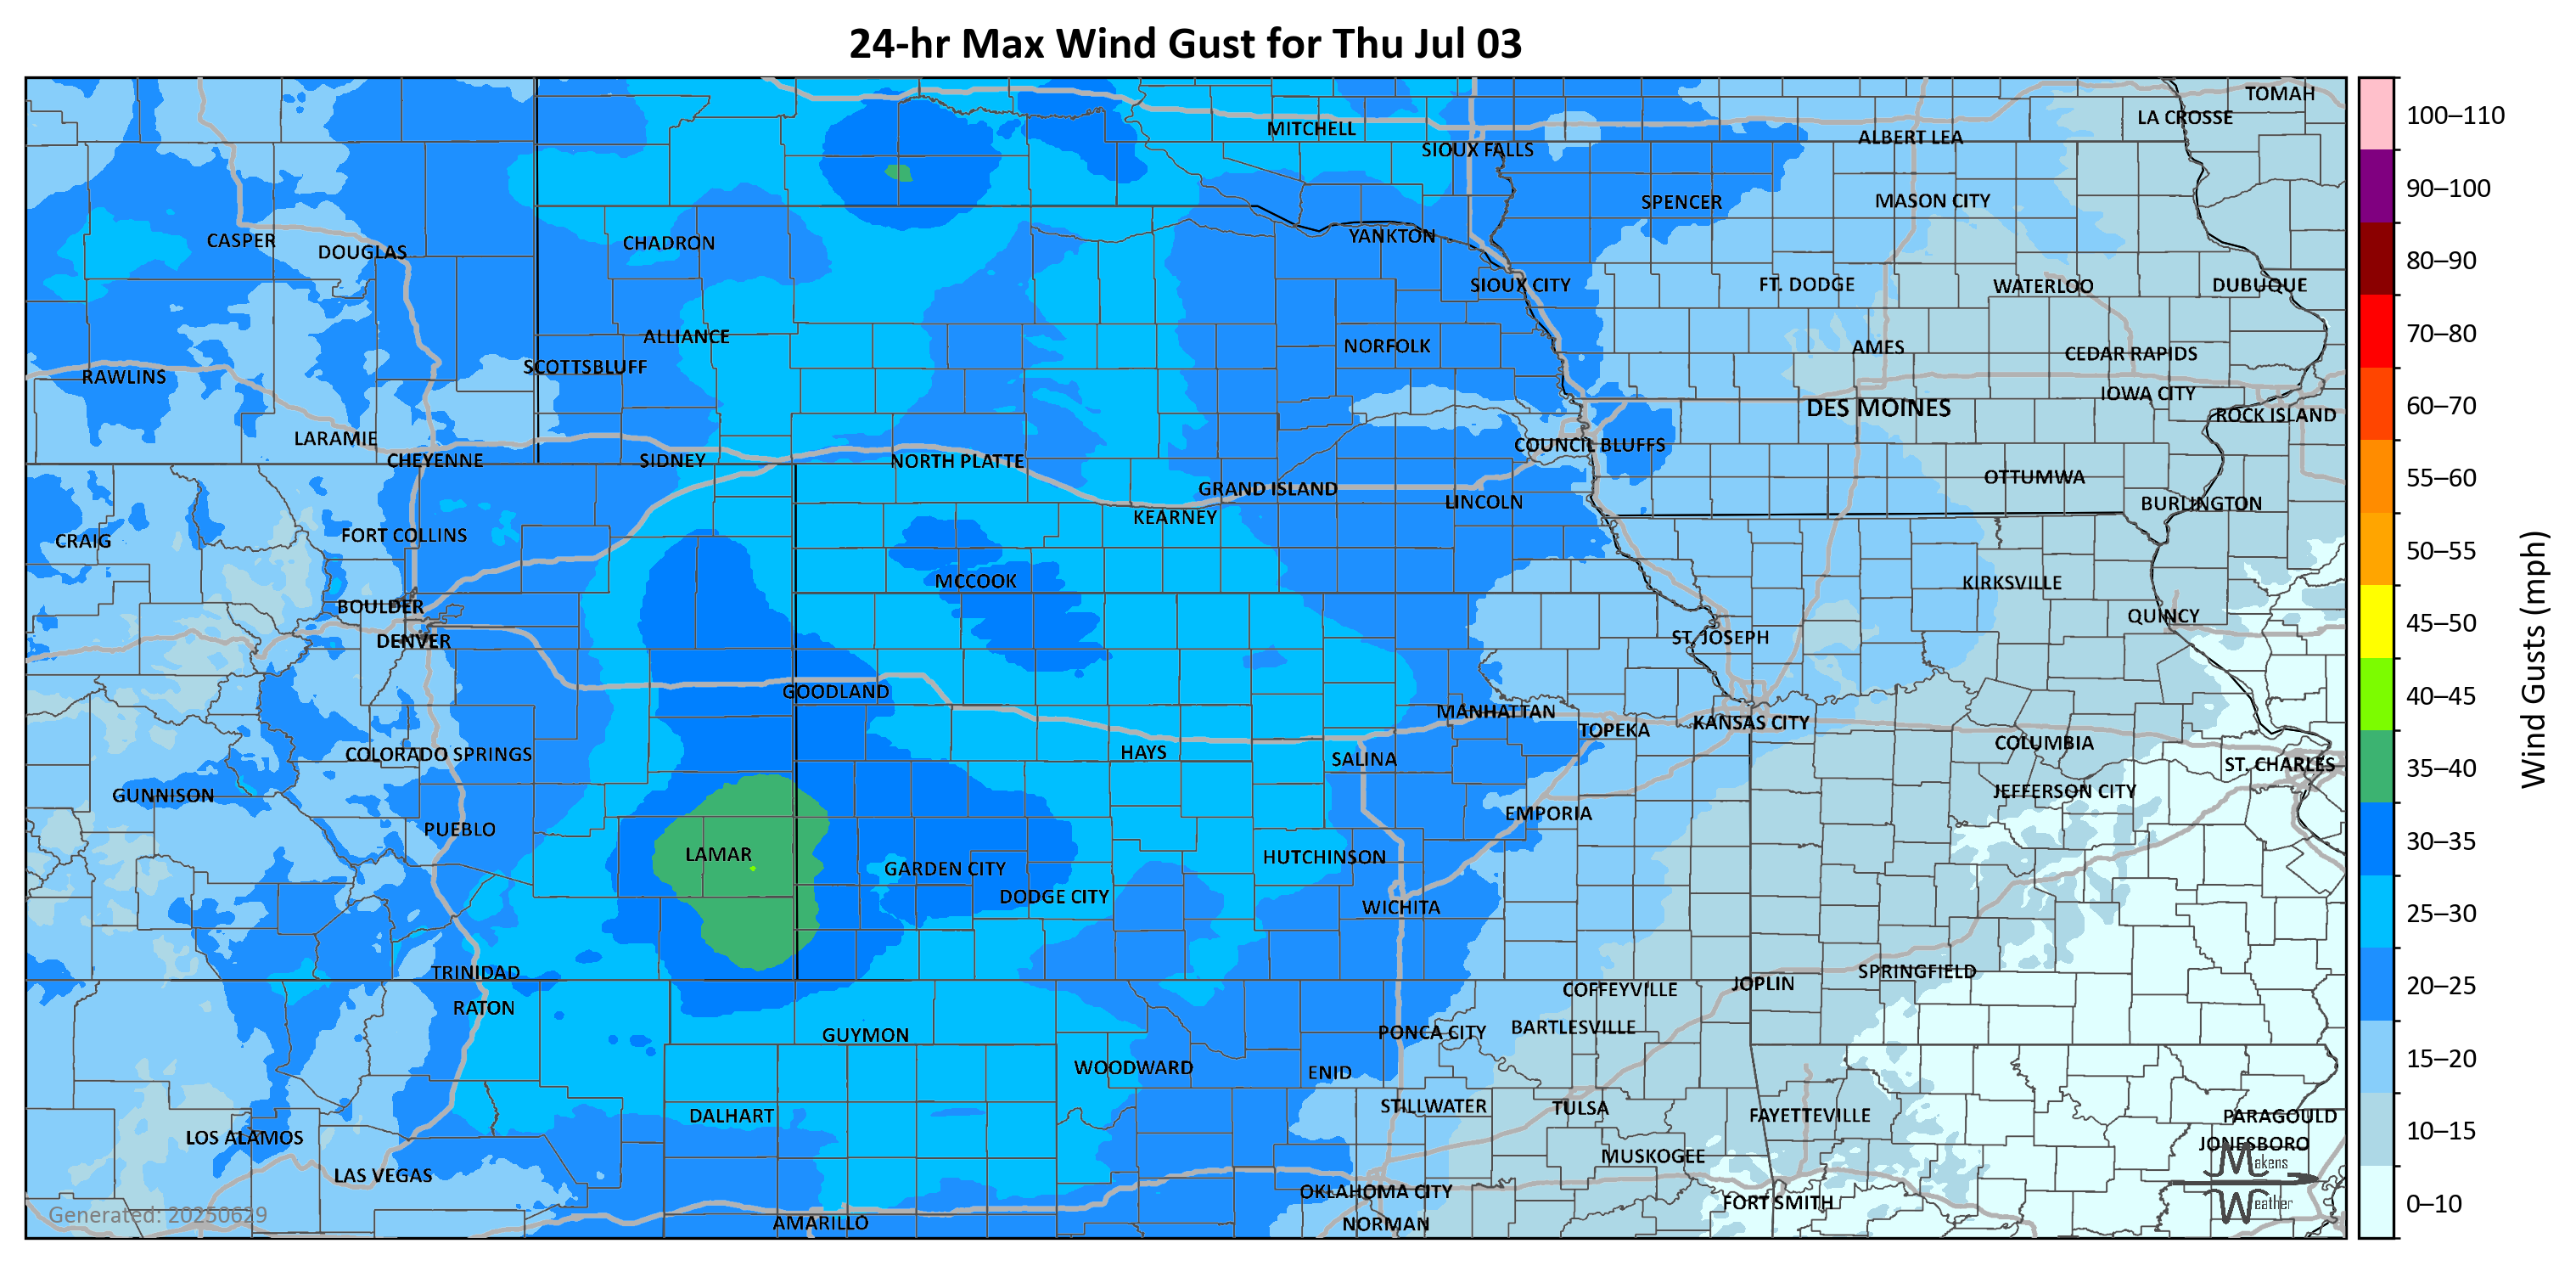 24-hr Max Wind Gust for Thu Jul 03
TOMAH
LA CROSSE
MITCHELL
ALBERT LEA
SIOUX FALLS
SPENCER
MASON CITY
CASPER
DOUGLAS
CHADRON
YANKTON
SIOUX CITY
FT. DODGE
WATERLOO
DUBUQUE
ALLIANCE
NORFOLK
AMES
CEDAR RAPIDS
SCOTTSBLUFF
RAWLINS
IOWA CITY
DES MOINES
ROCK ISLAND
LARAMIE
COUNCIL BLUFFS
CHEYENNE
SIDNEY
NORTH PLATTE
OTTUMWA
GRAND ISLAND
LINCOLN
BURLINGTON
KEARNEY
FORT COLLINS
CRAIG
MCCOOK
KIRKSVILLE
BOULDER
QUINCY
DENVER
ST. JOSEPH
GOODLAND
MANHATTAN
KANSAS CITY
TOPEKA
COLUMBIA
HAYS
COLORADO SPRINGS
SALINA
ST. CHARLES
GUNNISON
JEFFERSON CITY
EMPORIA
PUEBLO
LAMAR
HUTCHINSON
GARDEN CITY
DODGE CITY
WICHITA
TRINIDAD
SPRINGFIELD
JOPLIN
COFFEYVILLE
RATON
BARTLESVILLE
PONCA CITY
GUYMON
WOODWARD
ENID
STILLWATER
TULSA
DALHART
FAYETTEVILLE
PARAGOULD
LOS ALAMOS
JONESBORO
MUSKOGEE
LAS VEGAS
OKLAHOMA CITY
FORT SMITH
AMARILLO
NORMAN
Generated: 20250629
Makens
Weather
100–110
90–100
80–90
70–80
60–70
55–60
50–55
45–50
40–45
35–40
30–35
25–30
20–25
15–20
10–15
0–10
Wind Gusts (mph)